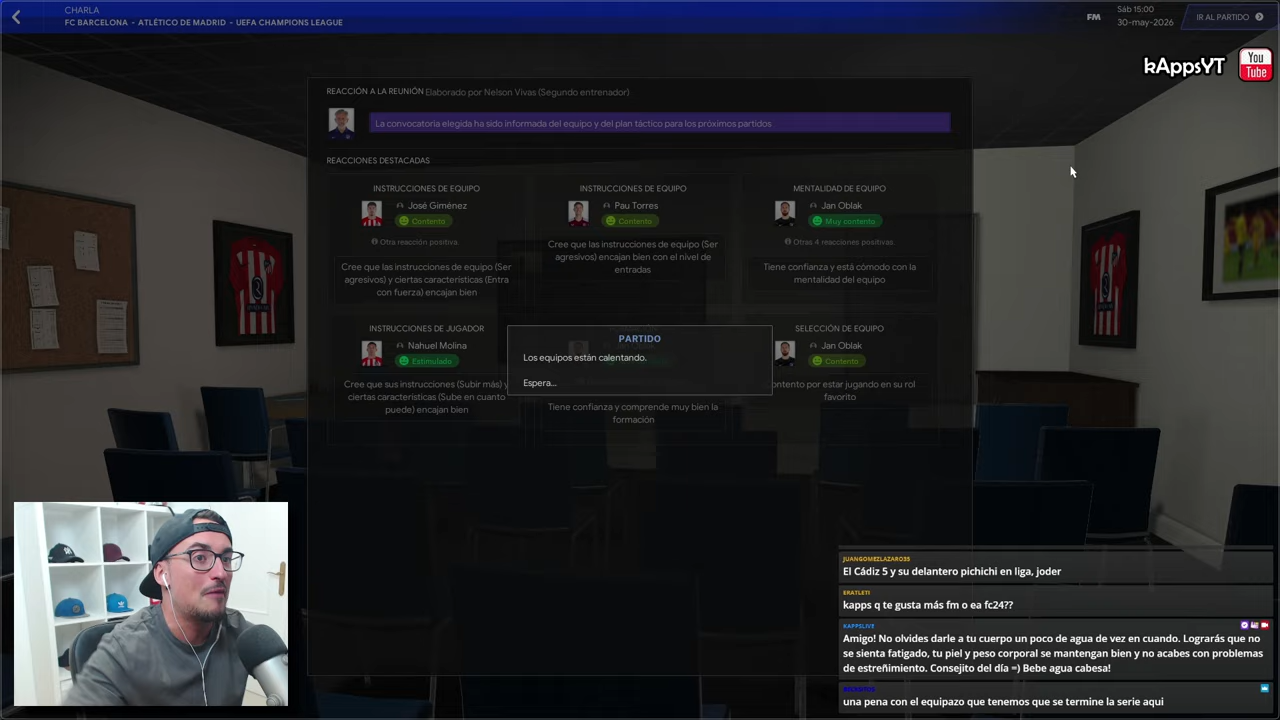 CHARLA
FC BARCELONA - ATLÉTICO DE MADRID - UEFA CHAMPIONS LEAGUE
FM
Sáb 15:00
30-may-2026
IR AL PARTIDO
kAppsYT
You
Tube
REACCIÓN A LA REUNIÓN Elaborado por Nelson Vivas (Segundo entrenador)
La convocatoria elegida ha sido informada del equipo y del plan táctico para los próximos partidos
REACCIONES DESTACADAS
INSTRUCCIONES DE EQUIPO
José Giménez
Contento
Otra reacción positiva.
Cree que las instrucciones de equipo (Ser
agresivos) y ciertas características (Entra
con fuerza) encajan bien
INSTRUCCIONES DE EQUIPO
Pau Torres
Contento
Cree que las instrucciones de equipo (Ser
agresivos) encajan bien con el nivel de
entradas
MENTALIDAD DE EQUIPO
Jan Oblak
Muy contento
Otras 4 reacciones positivas.
Tiene confianza y está cómodo con la
mentalidad del equipo
INSTRUCCIONES DE JUGADOR
Nahuel Molina
Estimulado
Cree que sus instrucciones (Subir más) y
ciertas características (Sube en cuanto
puede) encajan bien
PARTIDO
Los equipos están calentando.
Espera...
Tiene confianza y comprende muy bien la
formación
SELECCIÓN DE EQUIPO
Jan Oblak
Contento
ontento por estar jugando en su rol
favorito
JUANGOMEZLAZARO35
El Cádiz 5 y su delantero pichichi en liga, joder
ERATLETI
kapps q te gusta más fm o ea fc24??
KAPPSLIVE
Amigo! No olvides darle a tu cuerpo un poco de agua de vez en cuando. Lograrás que no
se sienta fatigado, tu piel y peso corporal se mantengan bien y no acabes con problemas
de estreñimiento. Consejito del día =) Bebe agua cabesa!
una pena con el equipazo que tenemos que se termine la serie aqui